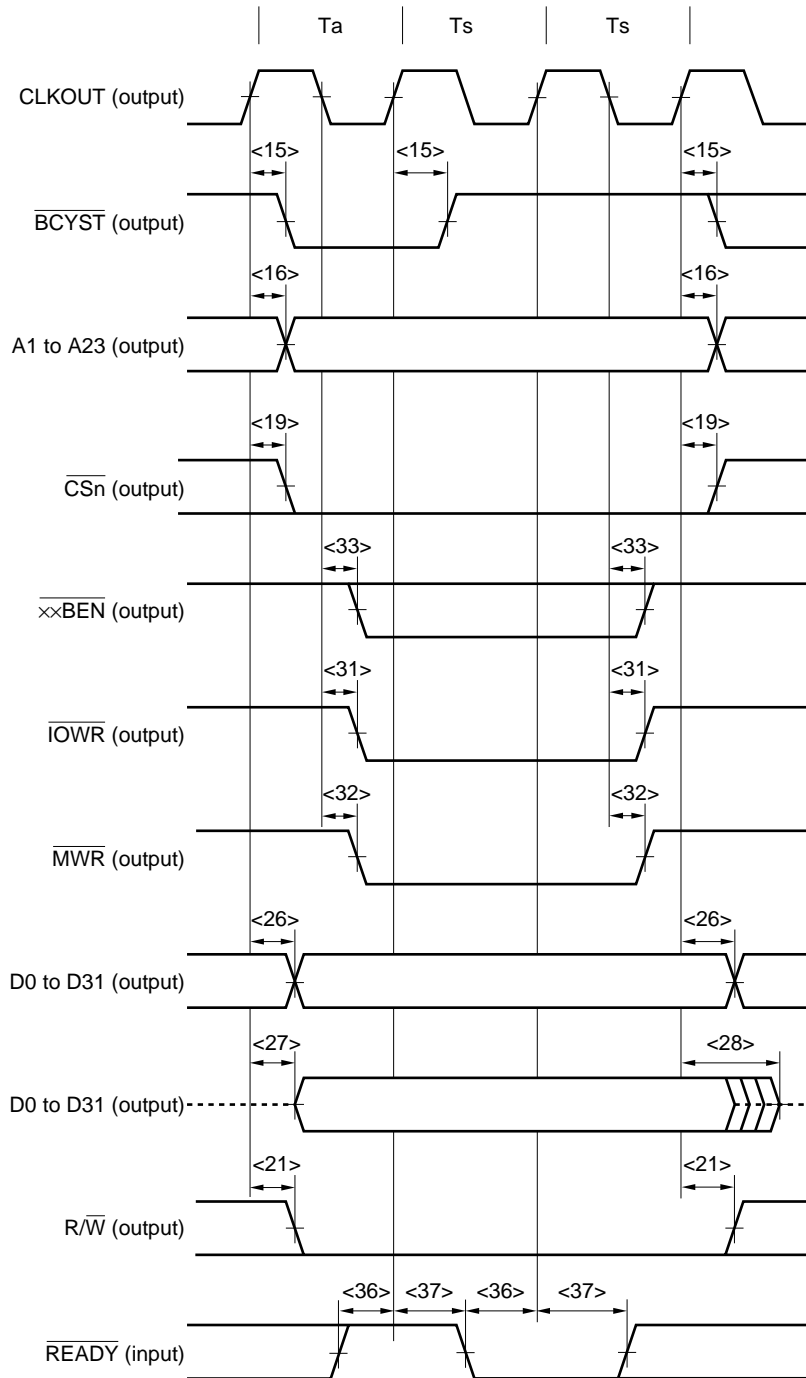 Ta Ts Ts
CLKOUT (output)
<15> <15> <15>
BCYST (output)
<16> <16>
A1 to A23 (output)
<19> <19>
CSn (output)
<33> <33>
××BEN (output)
<31> <31>
IOWR (output)
<32> <32>
MWR (output)
<26> <26>
D0 to D31 (output)
<27> <28>
D0 to D31 (output)
<21> <21>
R/W (output)
<36> <37> <36> <37>
READY (input)